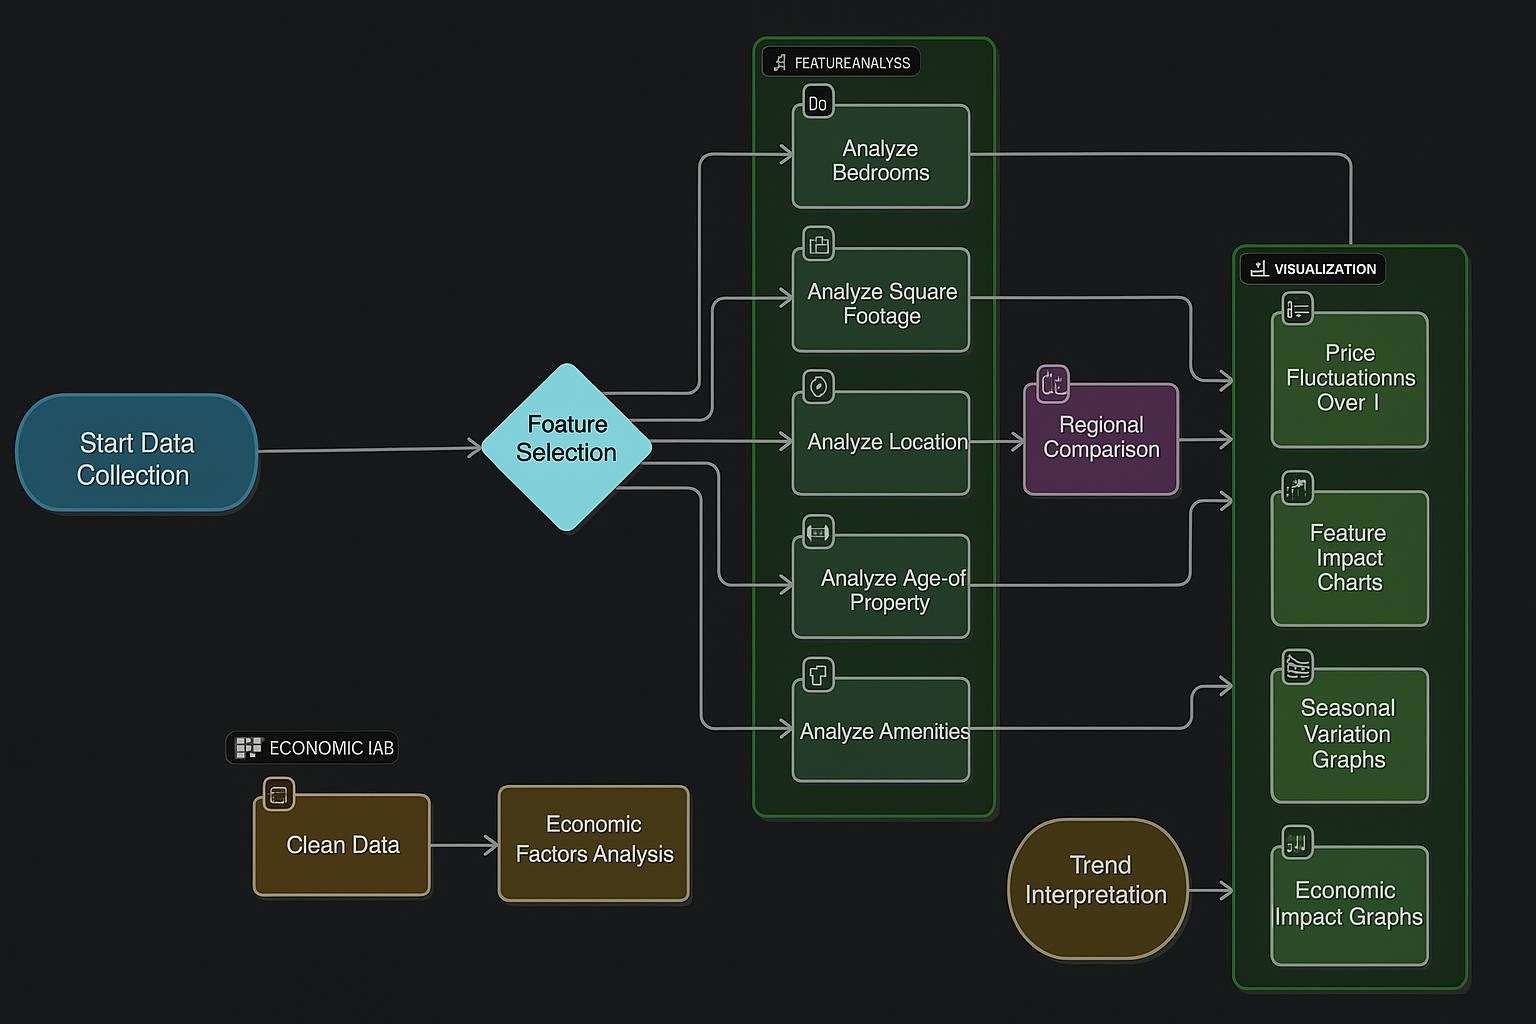 FEATUREANALYSS
Do
Analyze
Bedrooms
Analyze Square
Footage
Analyze Location
Analyze Age-of
Property
Analyze Amenities
Start Data
Collection
Foature
Selection
Regional
Comparison
VISUALIZATION
Price
Fluctuationns
Over I
Feature
Impact
Charts
Seasonal
Variation
Graphs
Economic
Impact Graphs
ECONOMIC IAB
Clean Data
Economic
Factors Analysis
Trend
Interpretation